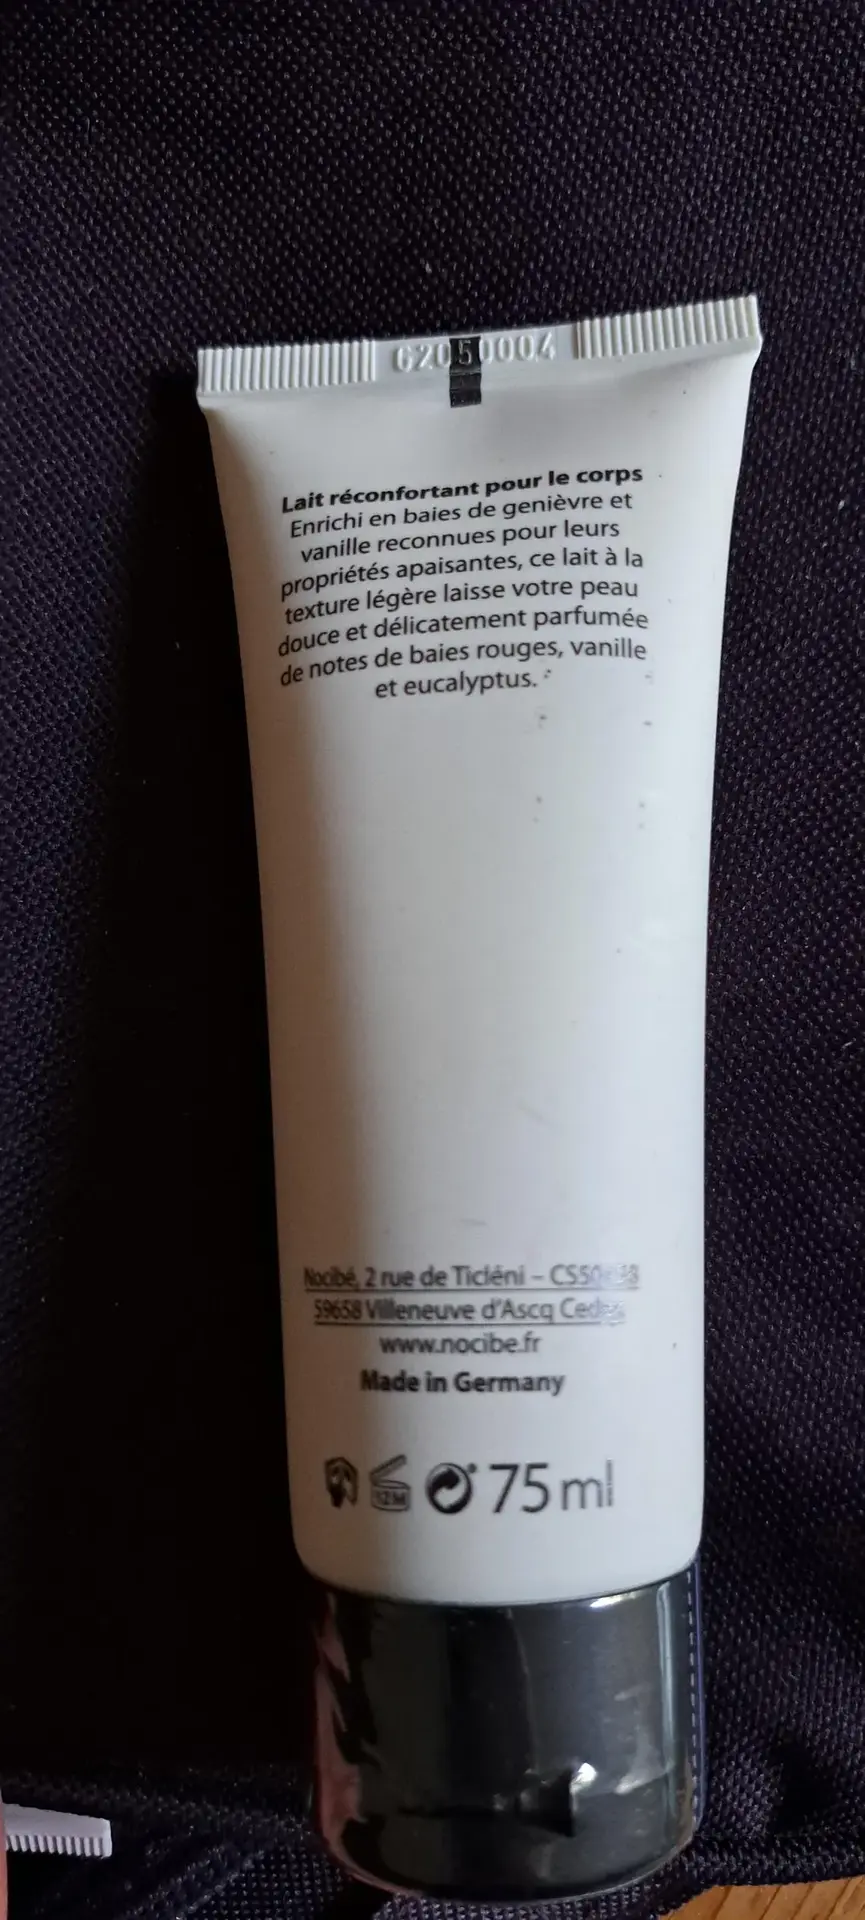 62050004
Lait réconfortant pour le corps
Enrichi en baies de genièvre et
vanille reconnues pour leurs
propriétés apaisantes, ce lait à la
texture légère laisse votre peau
douce et délicatement parfumée
de notes de baies rouges, vanille
et eucalyptus.
Nocibé, 2 rue de Ticléni –
59658 Villeneuve d'Ascq
www.nocibe.fr
Made in Germany
12M 75ml